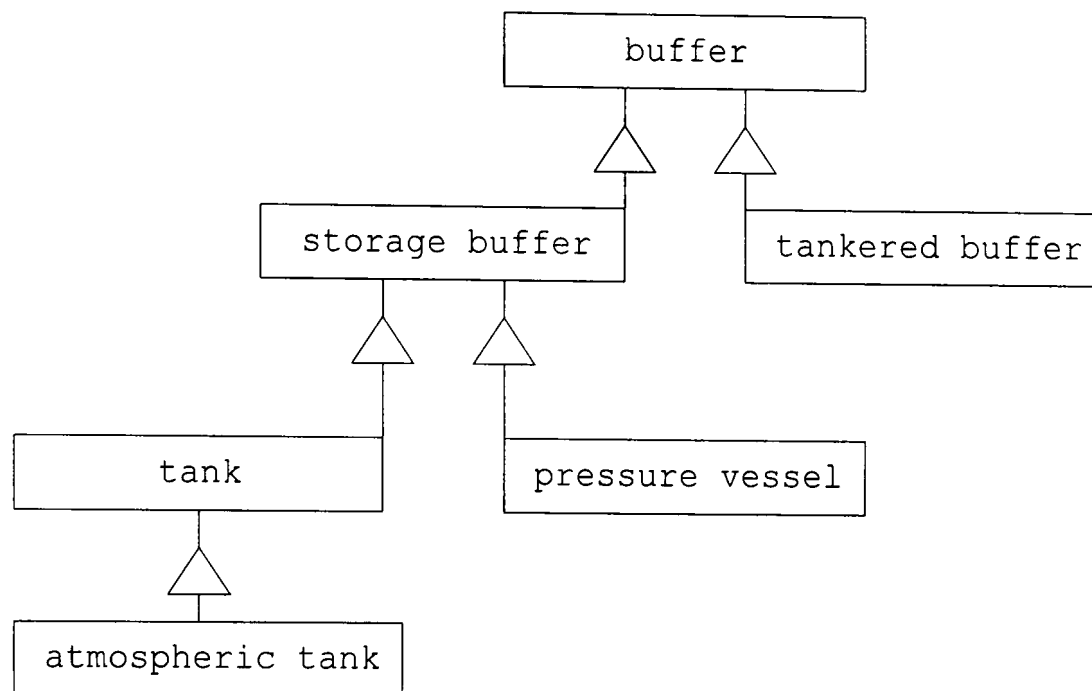 buffer
storage buffer
tankered buffer
tank
pressure vessel
atmospheric tank